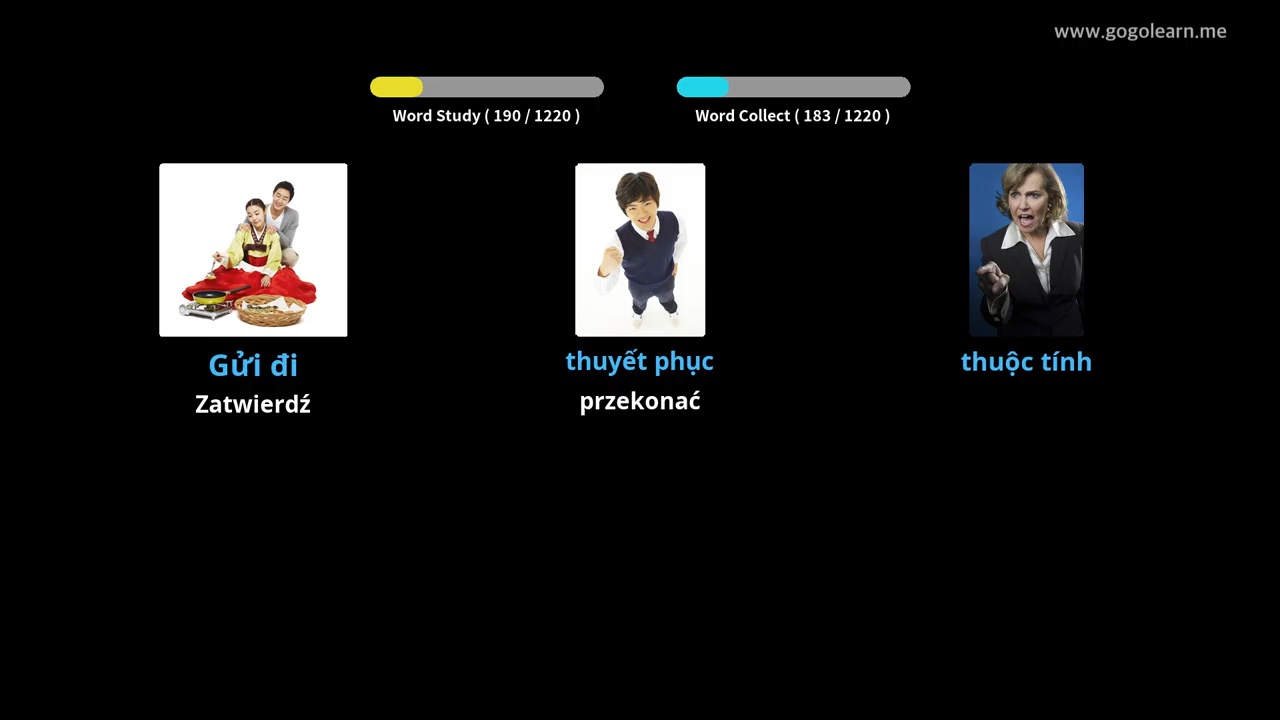 www.gogolearn.me
Word Study ( 190 / 1220 )
Word Collect ( 183 / 1220 )
Gửi đi
Zatwierdź
thuyết phục
przekonać
thuộc tính